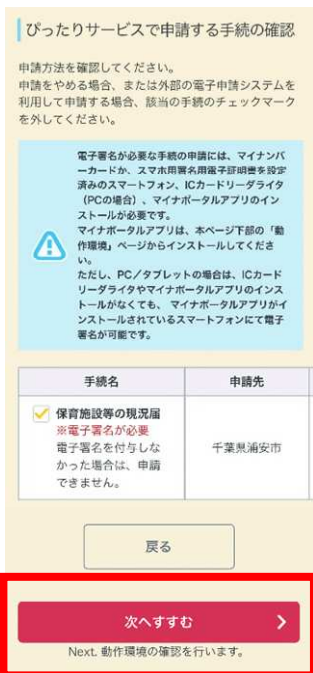 ぴったりサービスで申請する手続の確認
申請方法を確認してください。
申請をやめる場合、または外部の電子申請システムを
利用して申請する場合、該当の手続のチェックマーク
を外してください。
電子署名が必要な手続の申請には、マイナンバ
ーカードか、スマホ用署名用電子証明書を設定
済みのスマートフォン、ICカードリーダライタ
（PCの場合）、マイナポータルアプリのイン
ストールが必要です。
マイナポータルアプリは、本ページ下部の「動
作環境」ページからインストールしてくださ
い。
ただし、PC／タブレットの場合は、ICカード
リーダライタやマイナポータルアプリのインス
トールがなくても、 マイナポータルアプリがイ
ンストールされているスマートフォンにて電子
署名が可能です。
手続名 申請先
保育施設等の現況届
※電子署名が必要
電子署名を付与しな
かった場合は、申請
できません。
千葉県浦安市
戻る
次へすすむ
Next. 動作環境の確認を行います。